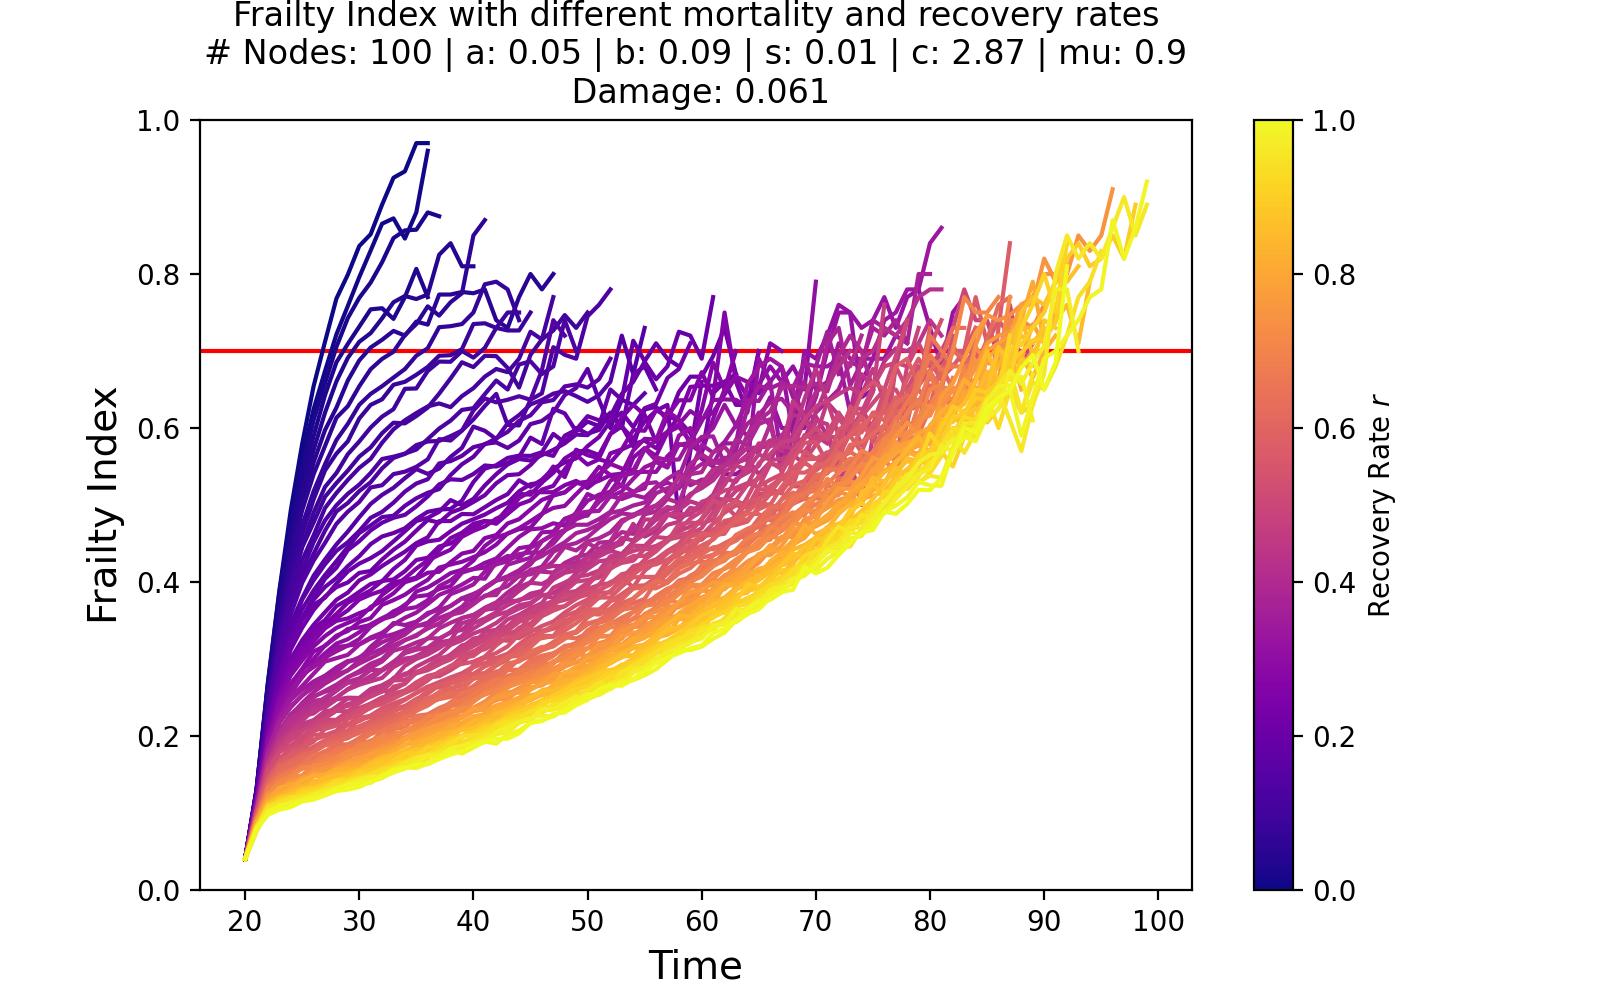 Frailty Index with different mortality and recovery rates
# Nodes: 100 | a: 0.05 | b: 0.09 | s: 0.01 | c: 2.87 | mu: 0.9
Damage: 0.061
1.0
0.8
0.6
0.4
0.2
0.0
Frailty Index
20 30 40 50 60 70 80 90 100
Time
1.0
0.8
0.6
0.4
0.2
0.0
Recovery Rate r